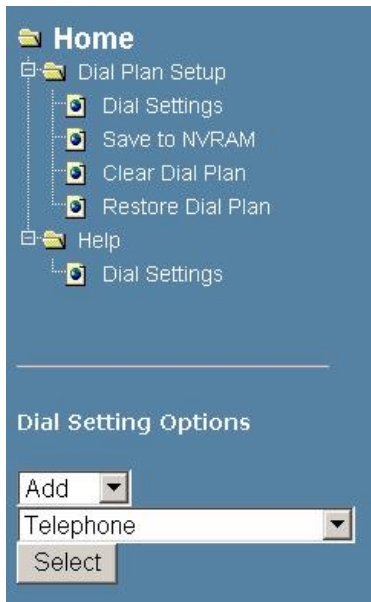 Home
Dial Plan Setup
Dial Settings
Save to NVRAM
Clear Dial Plan
Restore Dial Plan
Help
Dial Settings
Dial Setting Options
Add
Telephone
Select